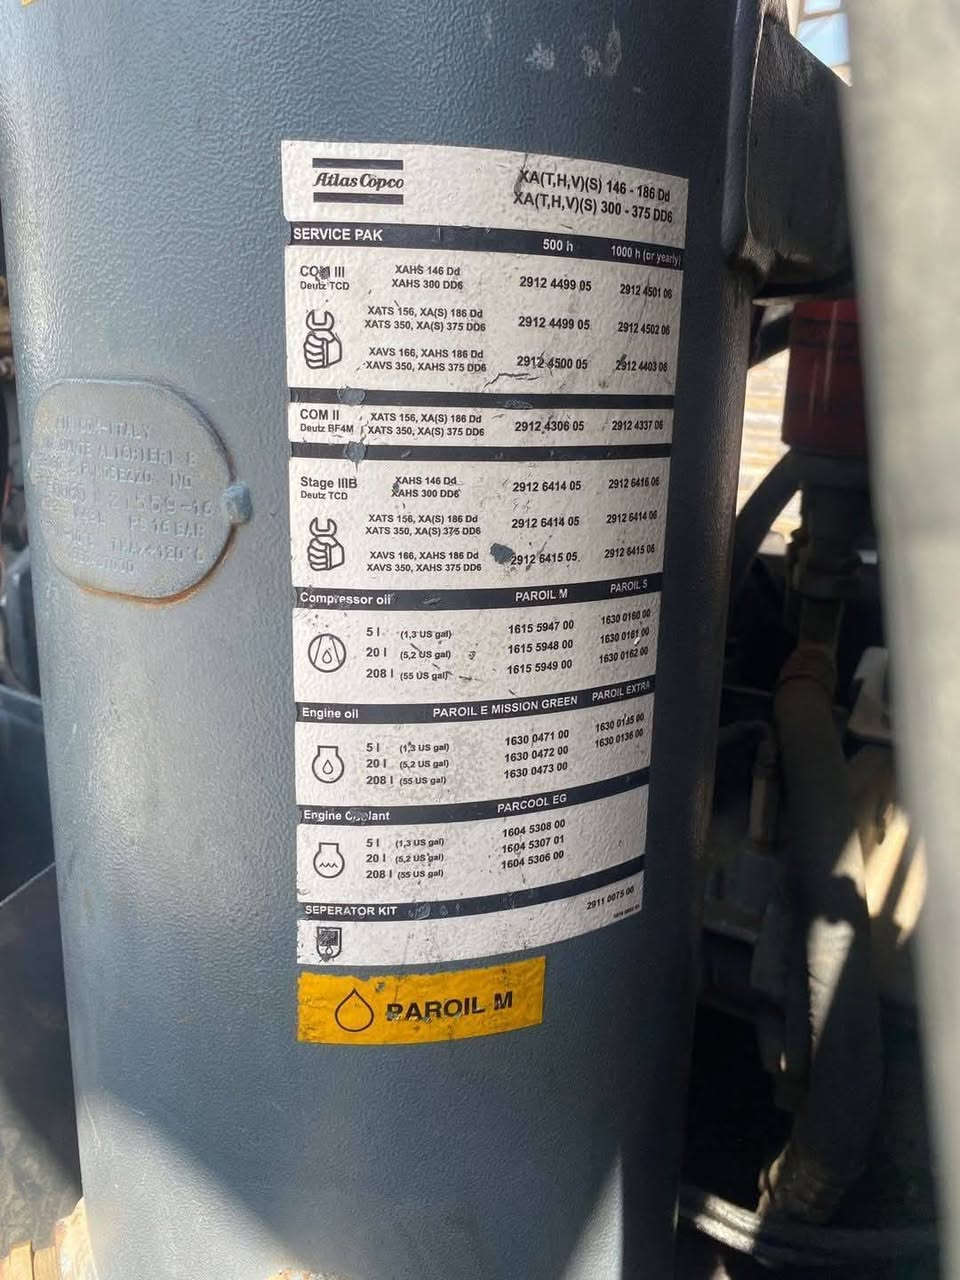 Atlas Copco
XA(T,H,V)(S) 146 - 186 Dd
XA(T,H,V)(S) 300 - 375 DD6
SERVICE PAK 500 h 1000 h (or yearly)
COM III XAHS 146 Dd 2912 4499 05 2912 4501 06
Deutz TCD XAHS 300 DD6
XATS 156, XA(S) 186 Dd 2912 4499 05 2912 4502 06
XATS 350, XA(S) 375 DD6
XAVS 166, XAHS 186 Dd 2912 4500 05 2912 4403 06
XAVS 350, XAHS 375 DD6
COM II XATS 156, XA(S) 186 Dd 2912 4306 05 2912 4337 06
Deutz BF4M XATS 350, XA(S) 375 DD6
Stage IIIB XAHS 146 Dd 2912 6414 05 2912 6416 06
Deutz TCD XAHS 300 DD6
XATS 156, XA(S) 186 Dd 2912 6414 05 2912 6414 06
XATS 350, XA(S) 375 DD6
XAVS 166, XAHS 186 Dd 2912 6415 05 2912 6415 06
XAVS 350, XAHS 375 DD6
Compressor oil PAROIL M PAROIL S
5 l (1,3 US gal) 1615 5947 00 1630 0160 00
20 l (5,2 US gal) 1615 5948 00 1630 0161 00
208 l (55 US gal) 1615 5949 00 1630 0162 00
Engine oil PAROIL E MISSION GREEN PAROIL EXTRA
5 l (1,3 US gal) 1630 0471 00 1630 0135 00
20 l (5,2 US gal) 1630 0472 00 1630 0136 00
208 l (55 US gal) 1630 0473 00
Engine Coolant PARCOOL EG
5 l (1,3 US gal) 1604 5308 00
20 l (5,2 US gal) 1604 5307 01
208 l (55 US gal) 1604 5306 00
SEPERATOR KIT 2911 0075 00
PAROIL M